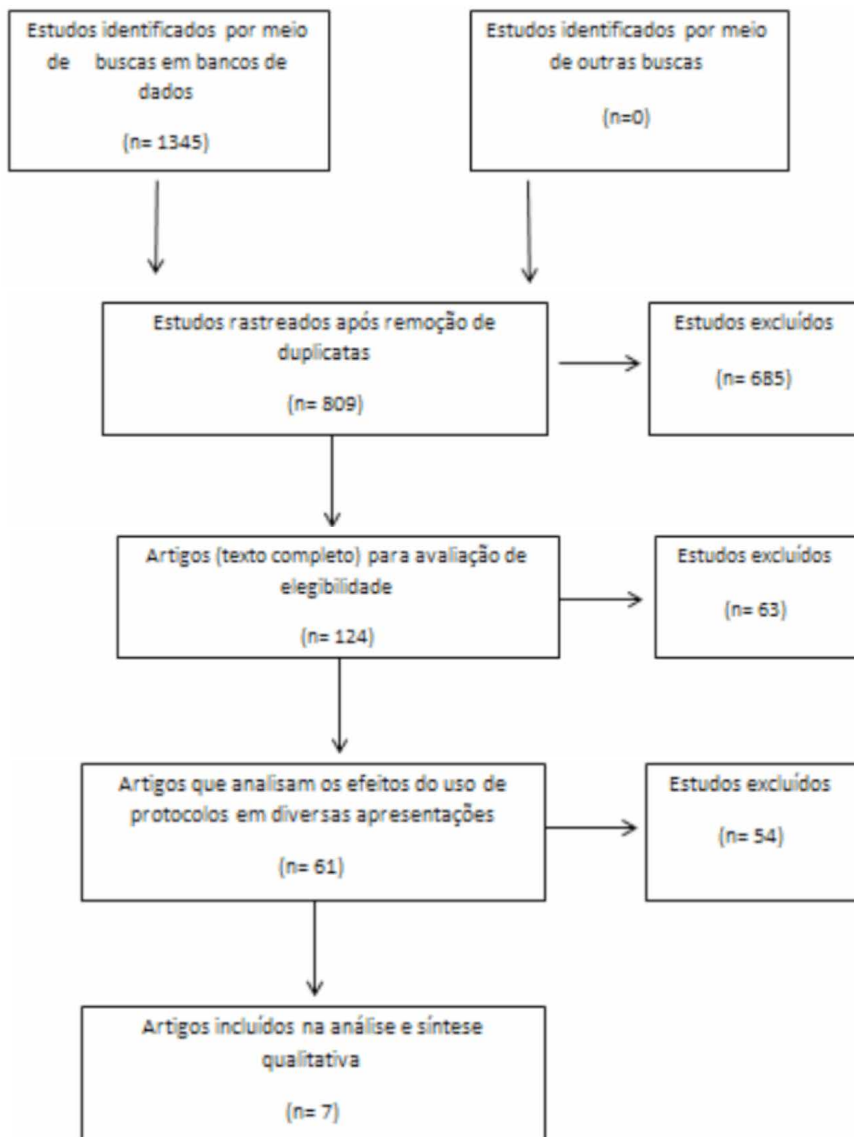 Estudos identificados por meio
de buscas em bancos de
dados
(n= 1345)
Estudos identificados por meio
de outras buscas
(n=0)
Estudos rastreados após remoção de
duplicatas
(n= 809)
Estudos excluídos
(n= 685)
Artigos (texto completo) para avaliação de
elegibilidade
(n= 124)
Estudos excluídos
(n= 63)
Artigos que analisam os efeitos do uso de
protocolos em diversas apresentações
(n= 61)
Estudos excluídos
(n= 54)
Artigos incluídos na análise e síntese
qualitativa
(n= 7)